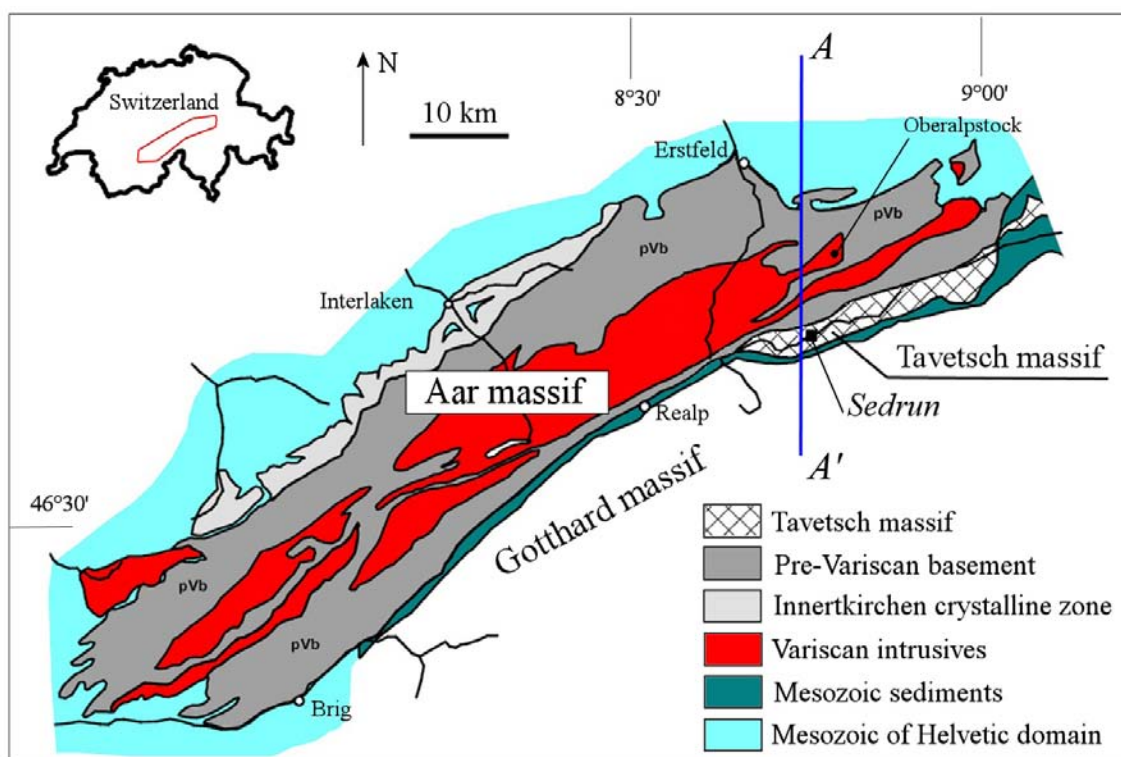 Switzerland
N
10 km
8°30'
A
9°00'
Oberalpstock
Erstfeld
pVb
pVb
Interlaken
Tavetsch massif
Aar massif
Sedrun
Realp
A'
46°30'
Gotthard massif
Tavetsch massif
Pre-Variscan basement
pVb
Innertkirchen crystalline zone
Variscan intrusives
pVb
Mesozoic sediments
Brig
Mesozoic of Helvetic domain